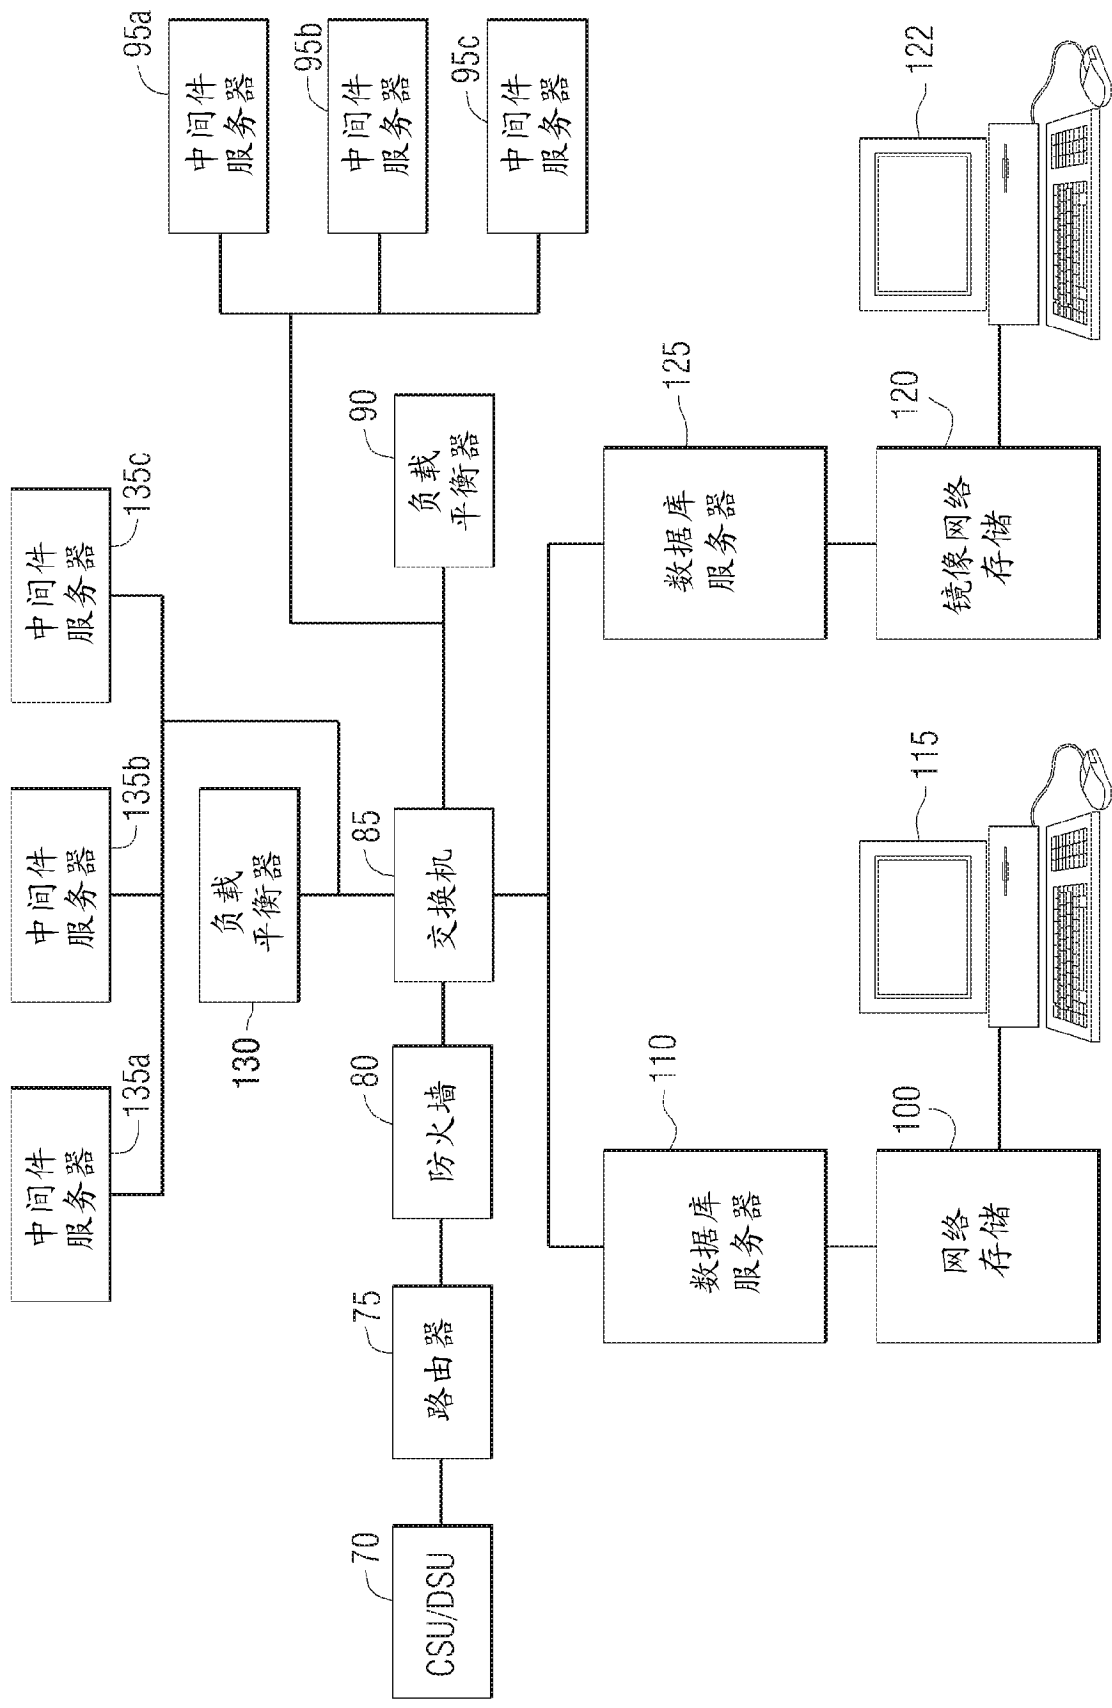 中间件
服务器
135a
中间件
服务器
135b
中间件
服务器
135c
中间件
服务器
95a
中间件
服务器
95b
中间件
服务器
95c
负载
平衡器
130
负载
平衡器
90
CSU/DSU
70
路由器
75
防火墙
80
交换机
85
数据库
服务器
110
数据库
服务器
125
网络
存储
100
115
镜像网络
存储
120
122